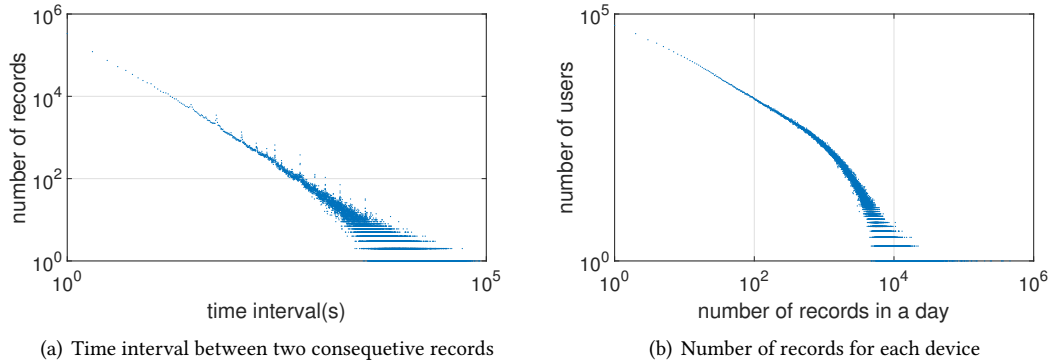 10^6
10^4
10^2
10^0
number of records
10^0
10^5
time interval(s)
(a) Time interval between two consequetive records
10^5
10^0
number of users
10^0
10^2
10^4
10^6
number of records in a day
(b) Number of records for each device